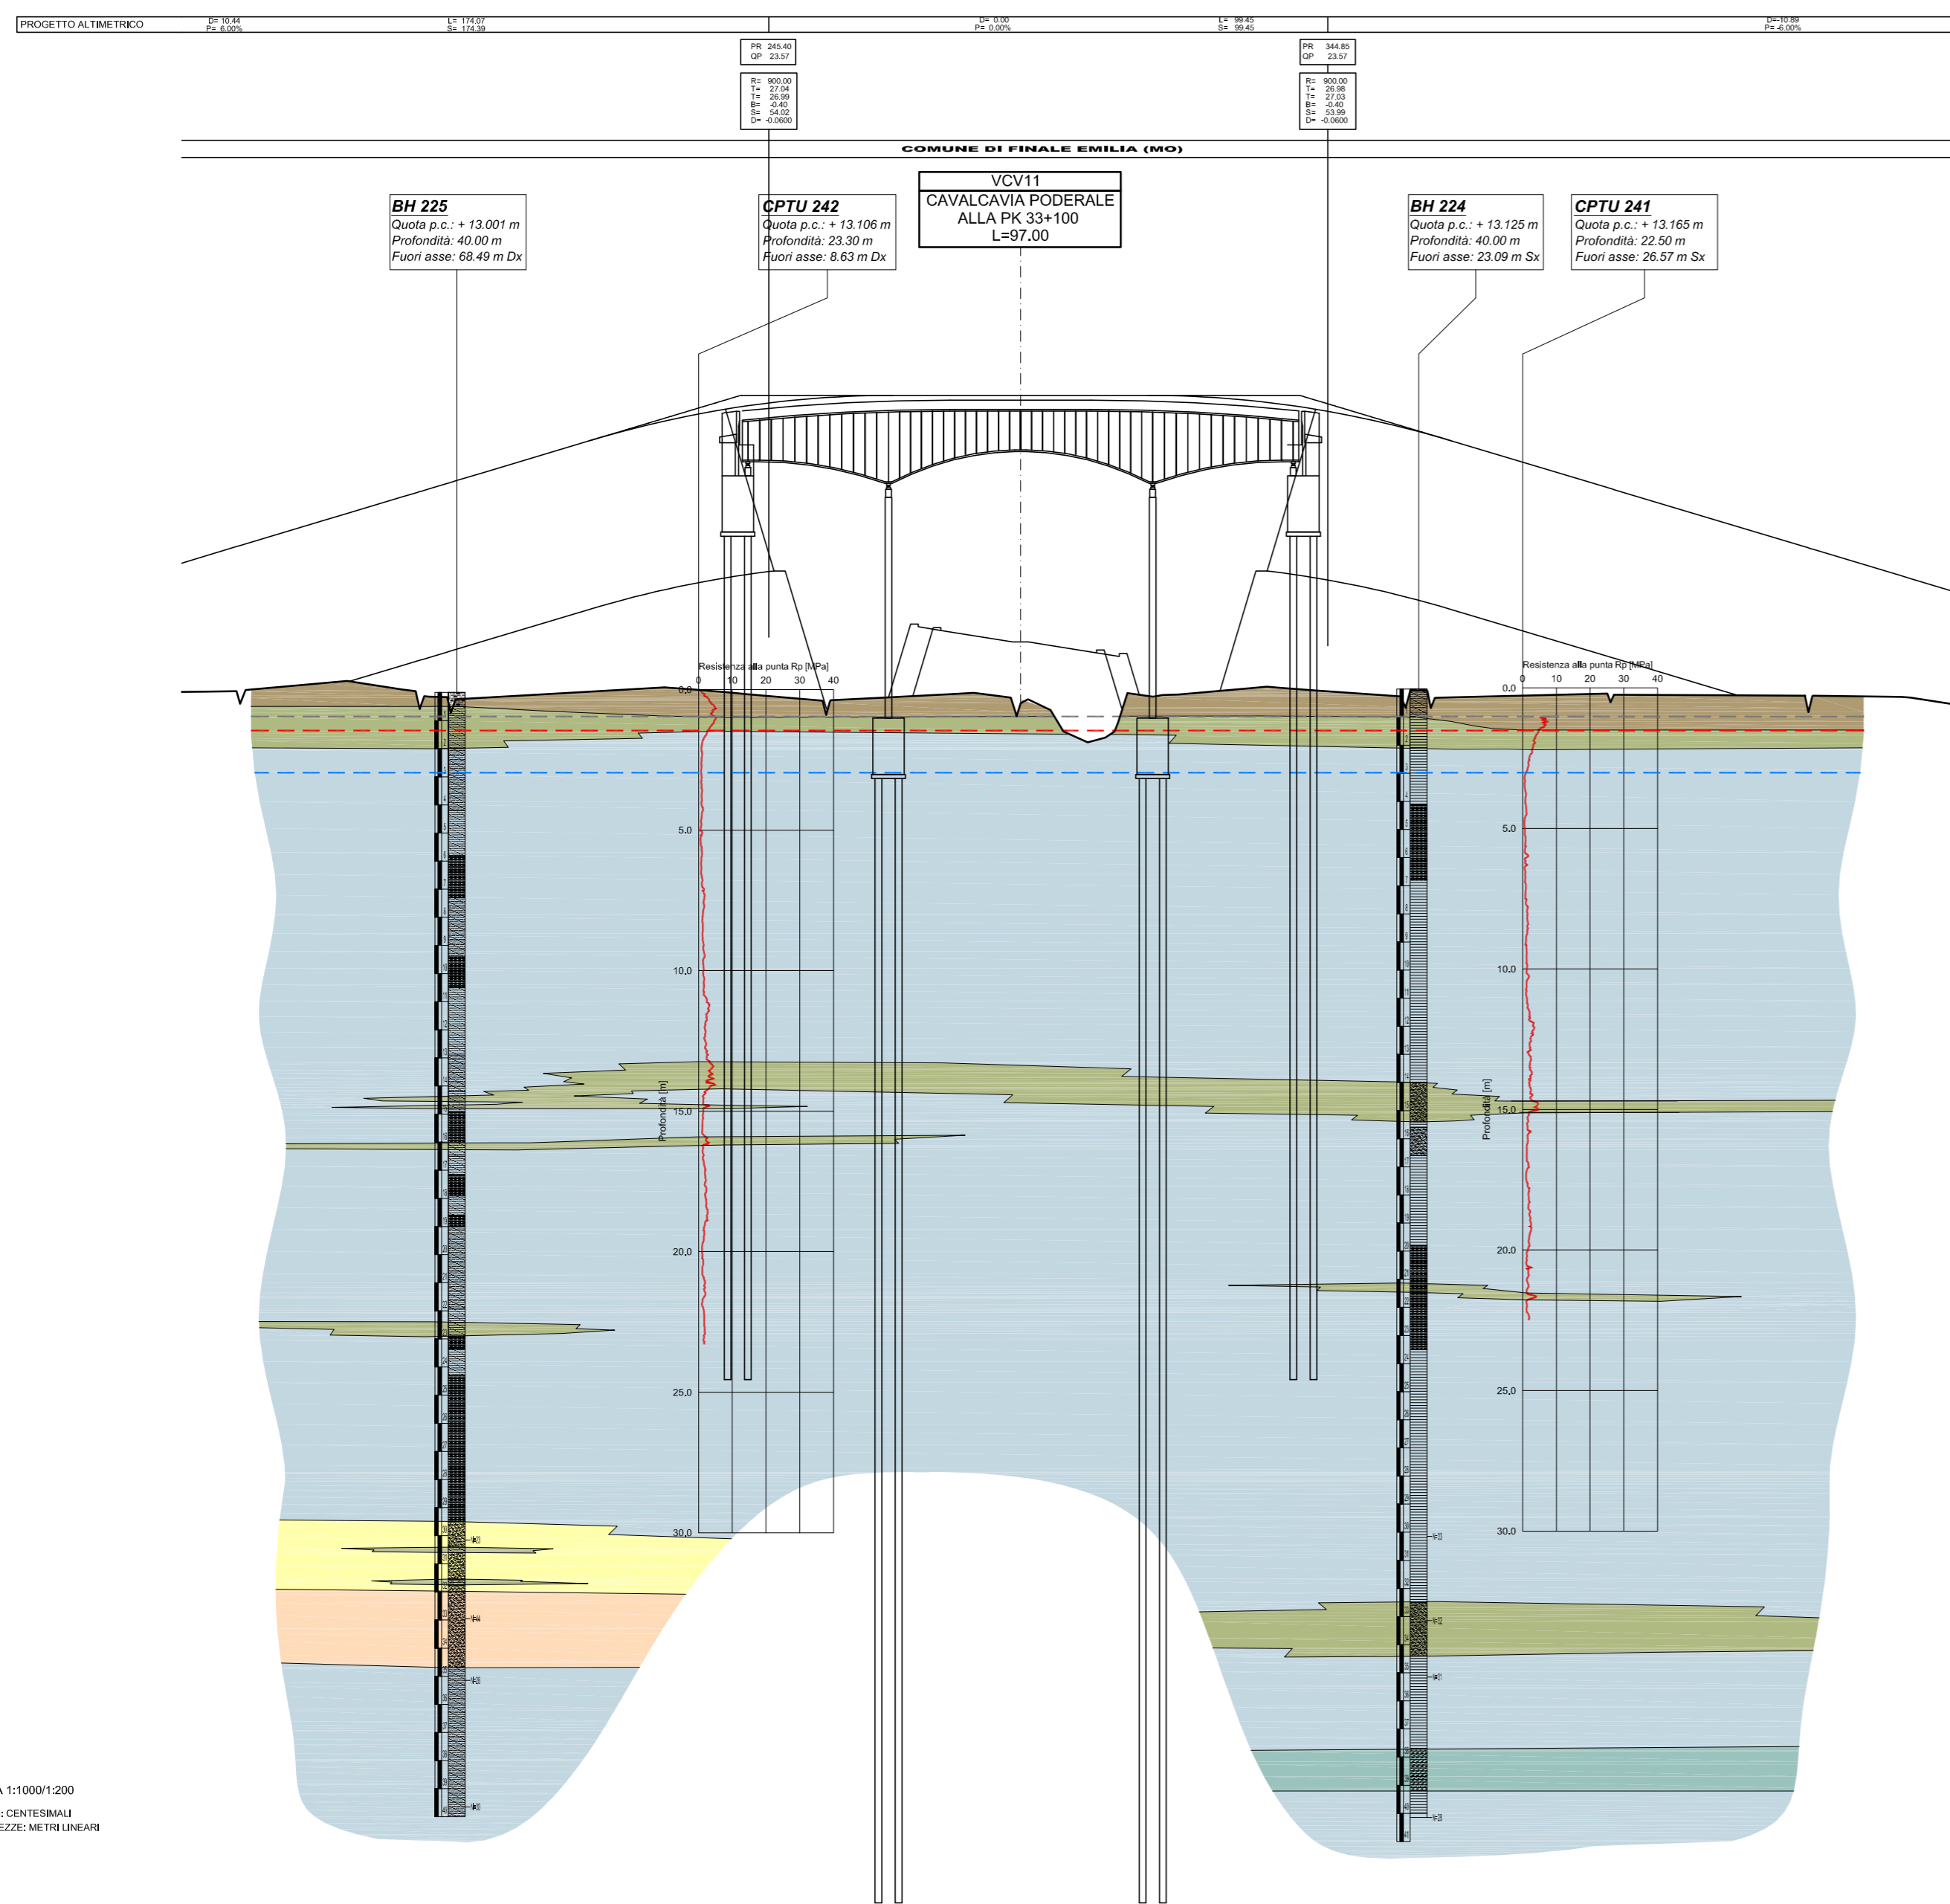 PROGETTO ALTIMETRICO
D= 10.44
P= 6.00%
L= 174.07
S= 174.39
D= 0.00
P= 0.00%
L= 99.45
S= 99.45
D=-10.89
P= -6.00%
PR 245.40
QP 23.57
R= 900.00
T= 27.04
T= 26.99
B= -0.40
S= 54.02
D= -0.0600
PR 344.85
QP 23.57
R= 900.00
T= 26.98
T= 27.03
B= -0.40
S= 53.99
D= -0.0600
COMUNE DI FINALE EMILIA (MO)
BH 225
Quota p.c.: + 13.001 m
Profondità: 40.00 m
Fuori asse: 68.49 m Dx
CPTU 242
Quota p.c.: + 13.106 m
Profondità: 23.30 m
Fuori asse: 8.63 m Dx
VCV11
CAVALCAVIA PODERALE
ALLA PK 33+100
L=97.00
BH 224
Quota p.c.: + 13.125 m
Profondità: 40.00 m
Fuori asse: 23.09 m Sx
CPTU 241
Quota p.c.: + 13.165 m
Profondità: 22.50 m
Fuori asse: 26.57 m Sx
Resistenza alla punta Rp [MPa]
0 10 20 30 40
0.0
5.0
10.0
15.0
20.0
25.0
30.0
Profondità [m]
Resistenza alla punta Rp [MPa]
0 10 20 30 40
0.0
5.0
10.0
15.0
20.0
25.0
30.0
Profondità [m]
A 1:1000/1:200
: CENTESIMALI
EZZE: METRI LINEARI